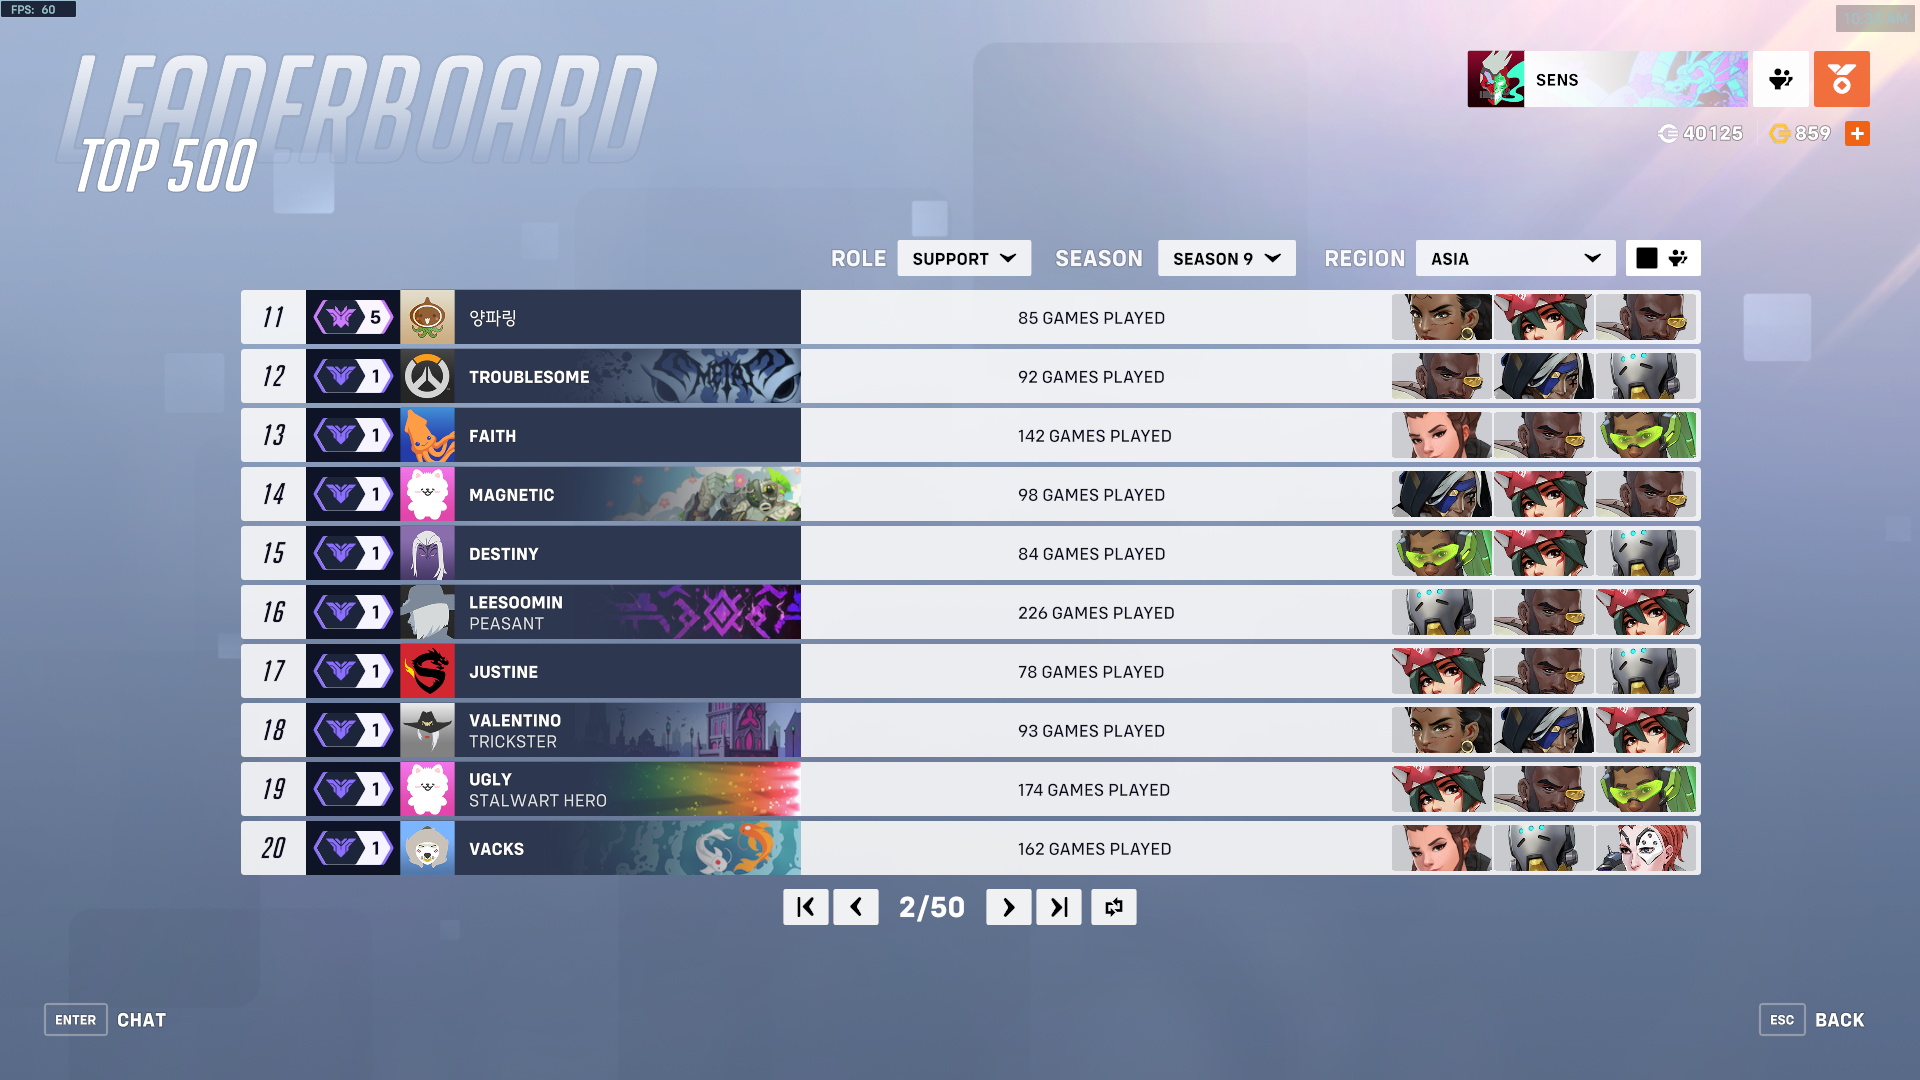 FPS: 60
LEADERBOARD
TOP 500
SENS
40125
859
ROLE SUPPORT SEASON SEASON 9 REGION ASIA
11 5 양파링 85 GAMES PLAYED
12 1 TROUBLESOME 92 GAMES PLAYED
13 1 FAITH 142 GAMES PLAYED
14 1 MAGNETIC 98 GAMES PLAYED
15 1 DESTINY 84 GAMES PLAYED
16 1 LEESOOMIN 226 GAMES PLAYED
PEASANT
17 1 JUSTINE 78 GAMES PLAYED
18 1 VALENTINO 93 GAMES PLAYED
TRICKSTER
19 1 UGLY 174 GAMES PLAYED
STALWART HERO
20 1 VACKS 162 GAMES PLAYED
2/50
ENTER CHAT
ESC BACK